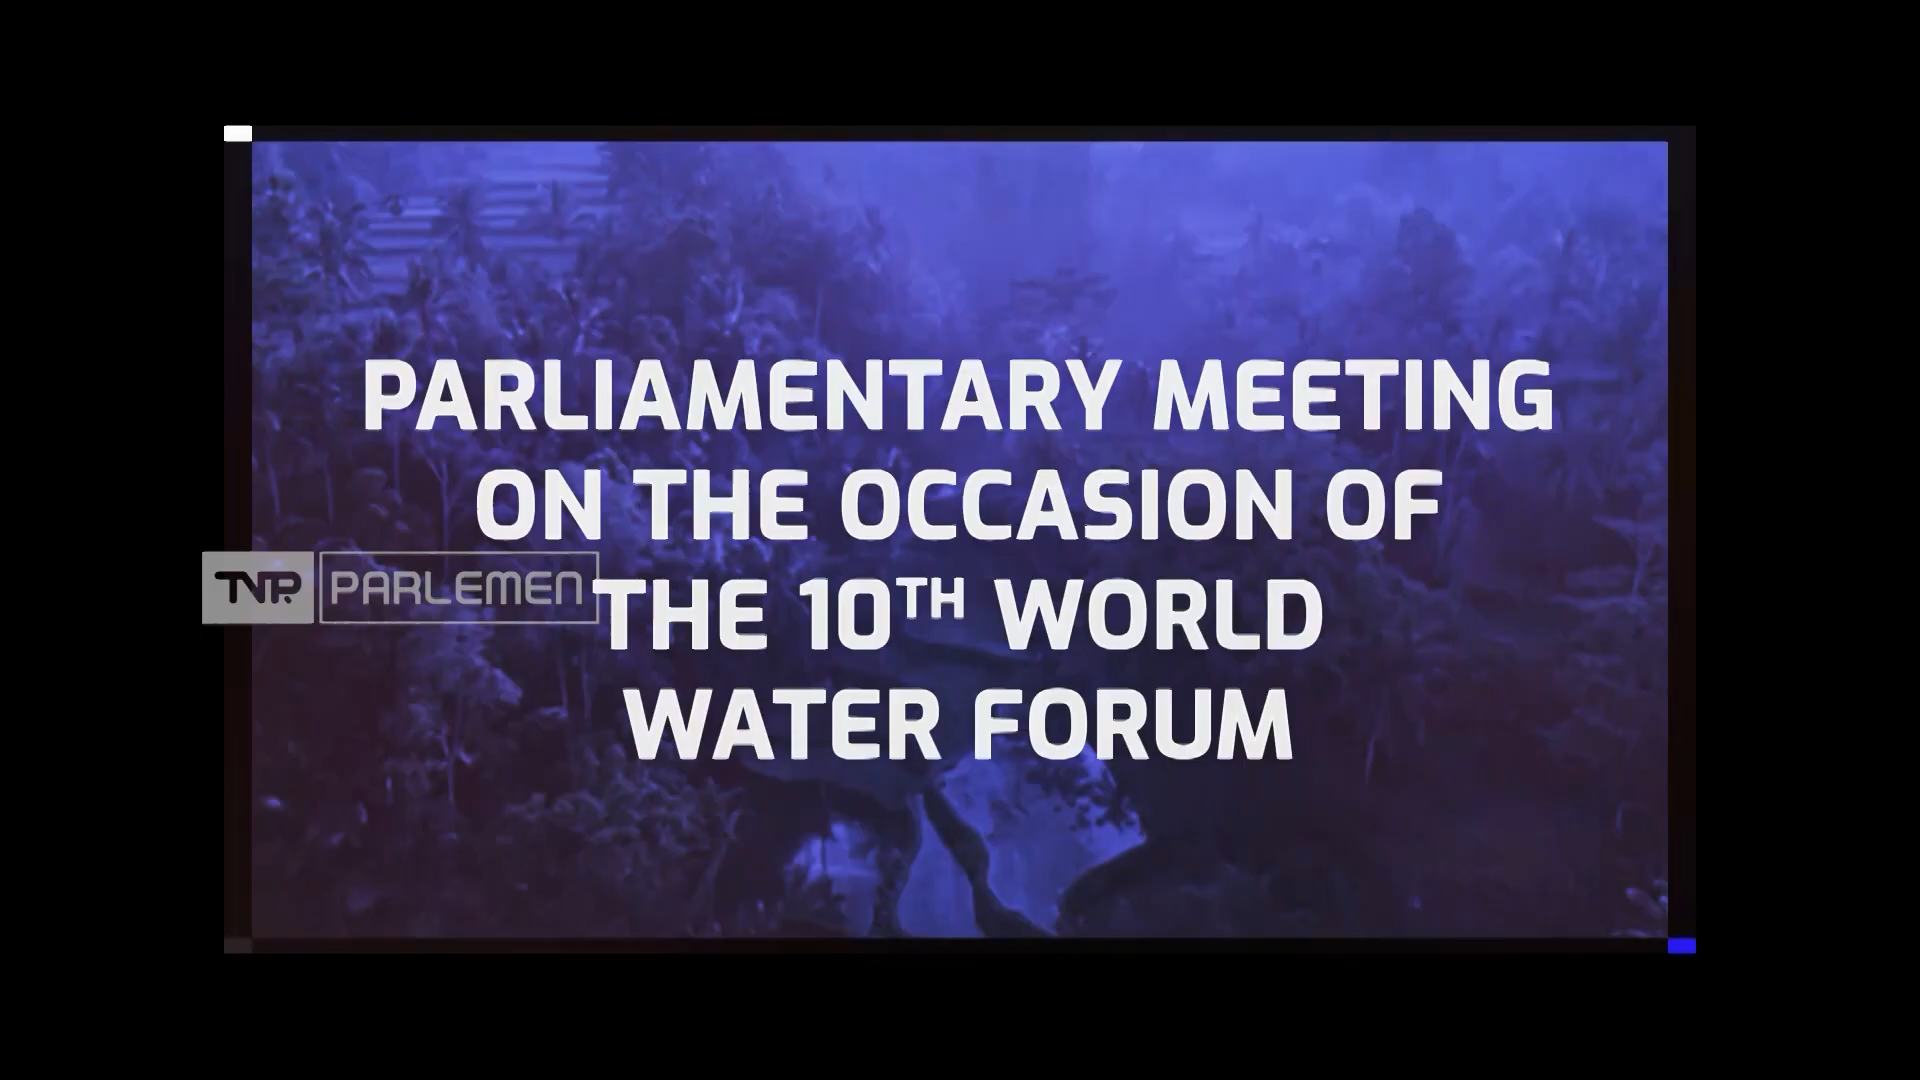 PARLIAMENTARY MEETING
ON THE OCCASION OF
TVR PARLEMEN
THE 10TH WORLD
WATER FORUM